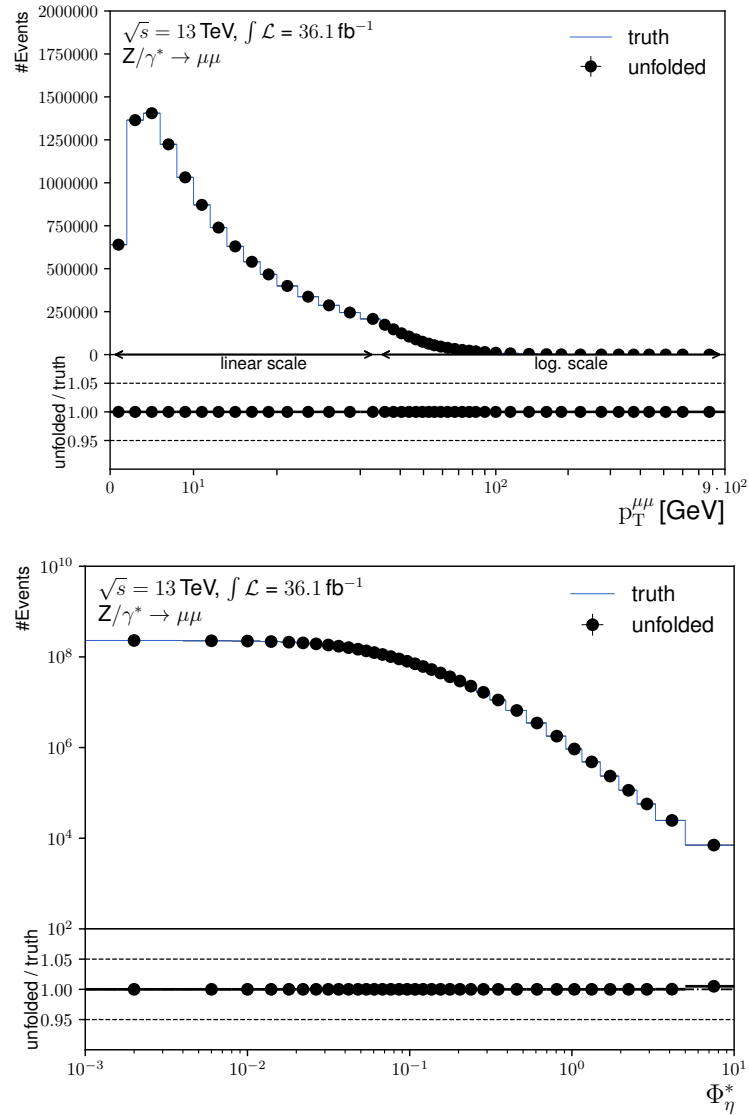 2000000
1750000
1500000
1250000
1000000
750000
500000
250000
0
#Events
√s = 13 TeV, ∫ ℒ = 36.1 fb⁻¹
Z/γ* → μμ
truth
unfolded
linear scale
log. scale
unfolded / truth
1.05
1.00
0.95
0 10¹ 10² 9 · 10²
p_T^{μμ} [GeV]
#Events
10¹⁰
10⁸
10⁶
10⁴
10²
√s = 13 TeV, ∫ ℒ = 36.1 fb⁻¹
Z/γ* → μμ
truth
unfolded
unfolded / truth
1.05
1.00
0.95
10⁻³ 10⁻² 10⁻¹ 10⁰ 10¹
Φ*_η